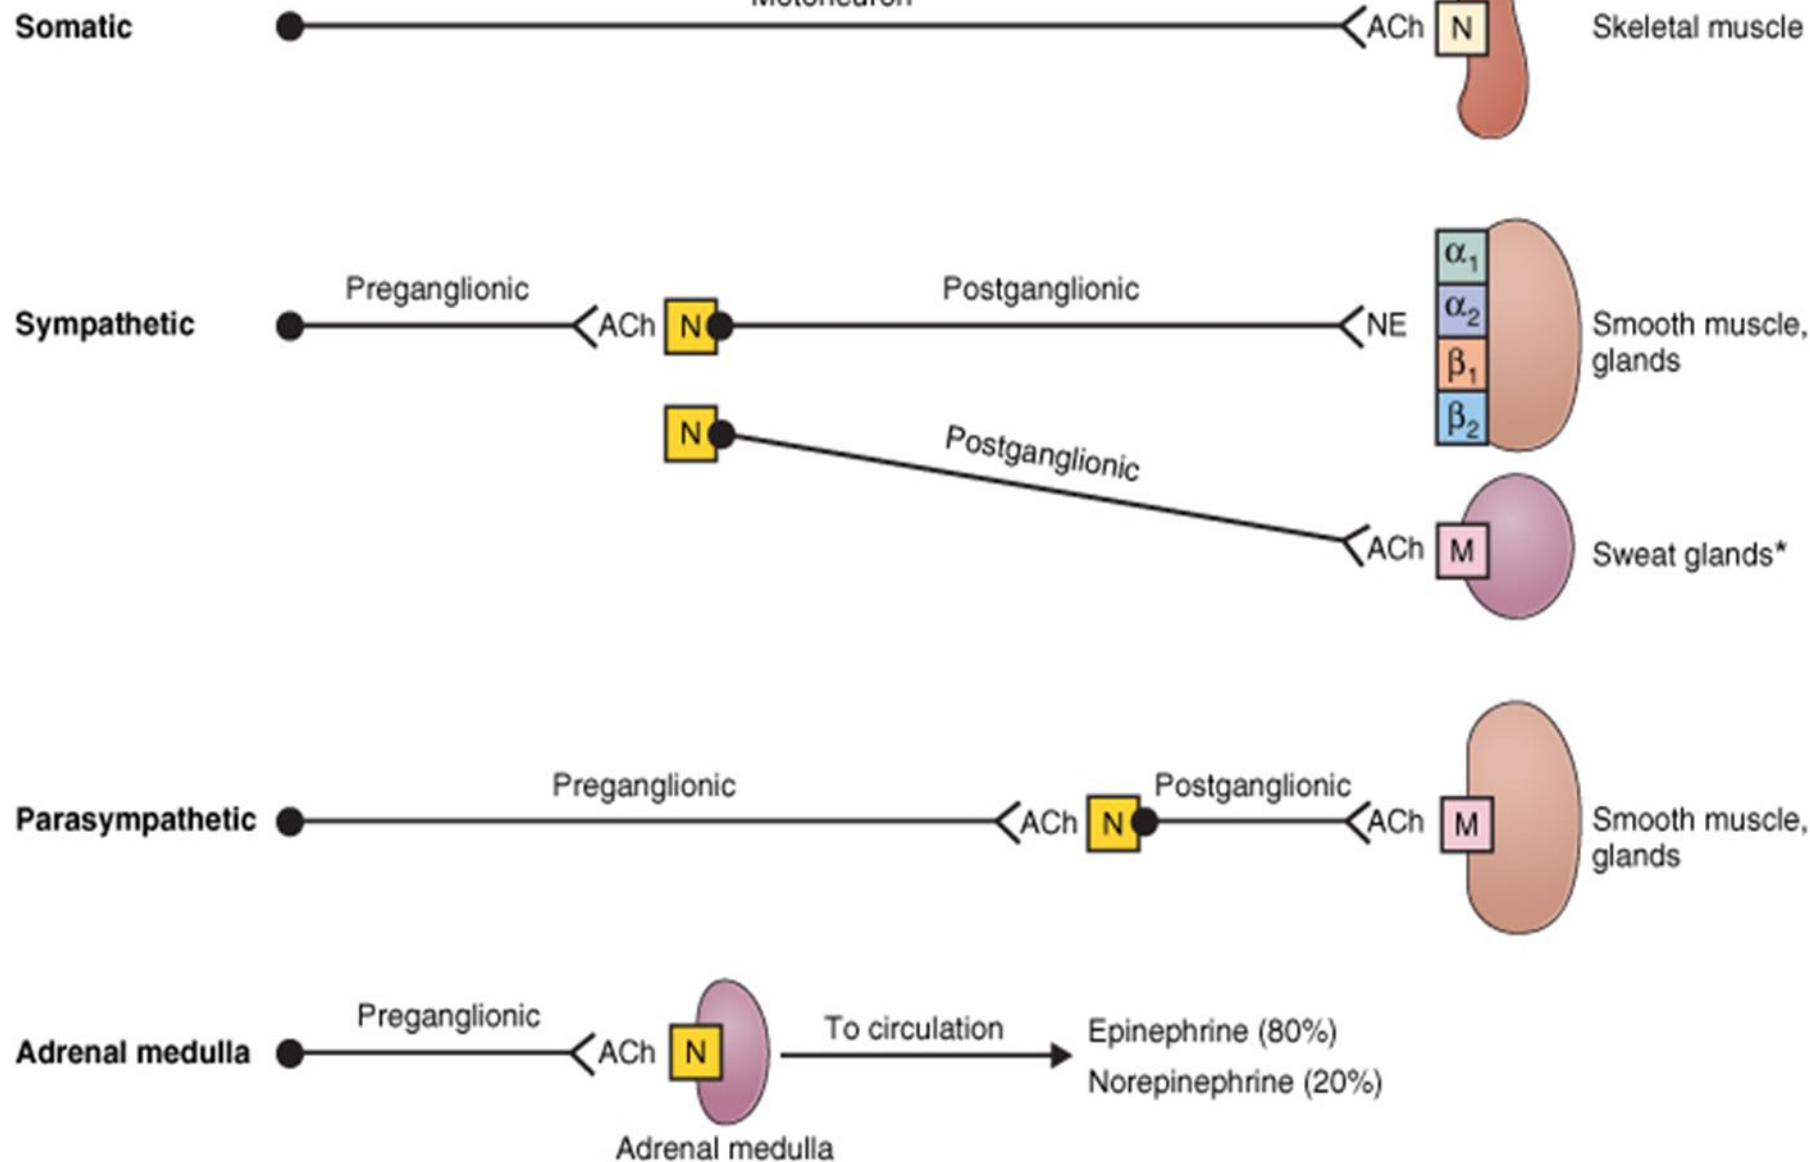 Motoneuron
Somatic
ACh
N
Skeletal muscle
α1
α2
β1
β2
Preganglionic
Postganglionic
Sympathetic
ACh
N
NE
Smooth muscle,
glands
N
Postganglionic
ACh
M
Sweat glands*
Preganglionic
Postganglionic
Parasympathetic
ACh
N
ACh
M
Smooth muscle,
glands
Preganglionic
To circulation
Adrenal medulla
ACh
N
Epinephrine (80%)
Norepinephrine (20%)
Adrenal medulla